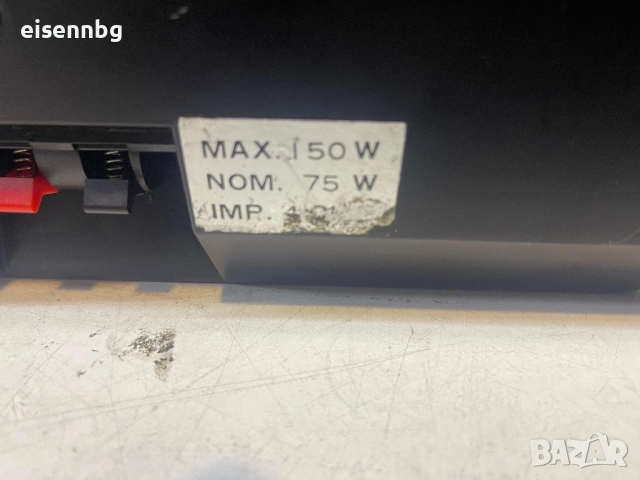 eisennbg
MAX. 150 W
NOM. 75 W
IMP.
BAZAR